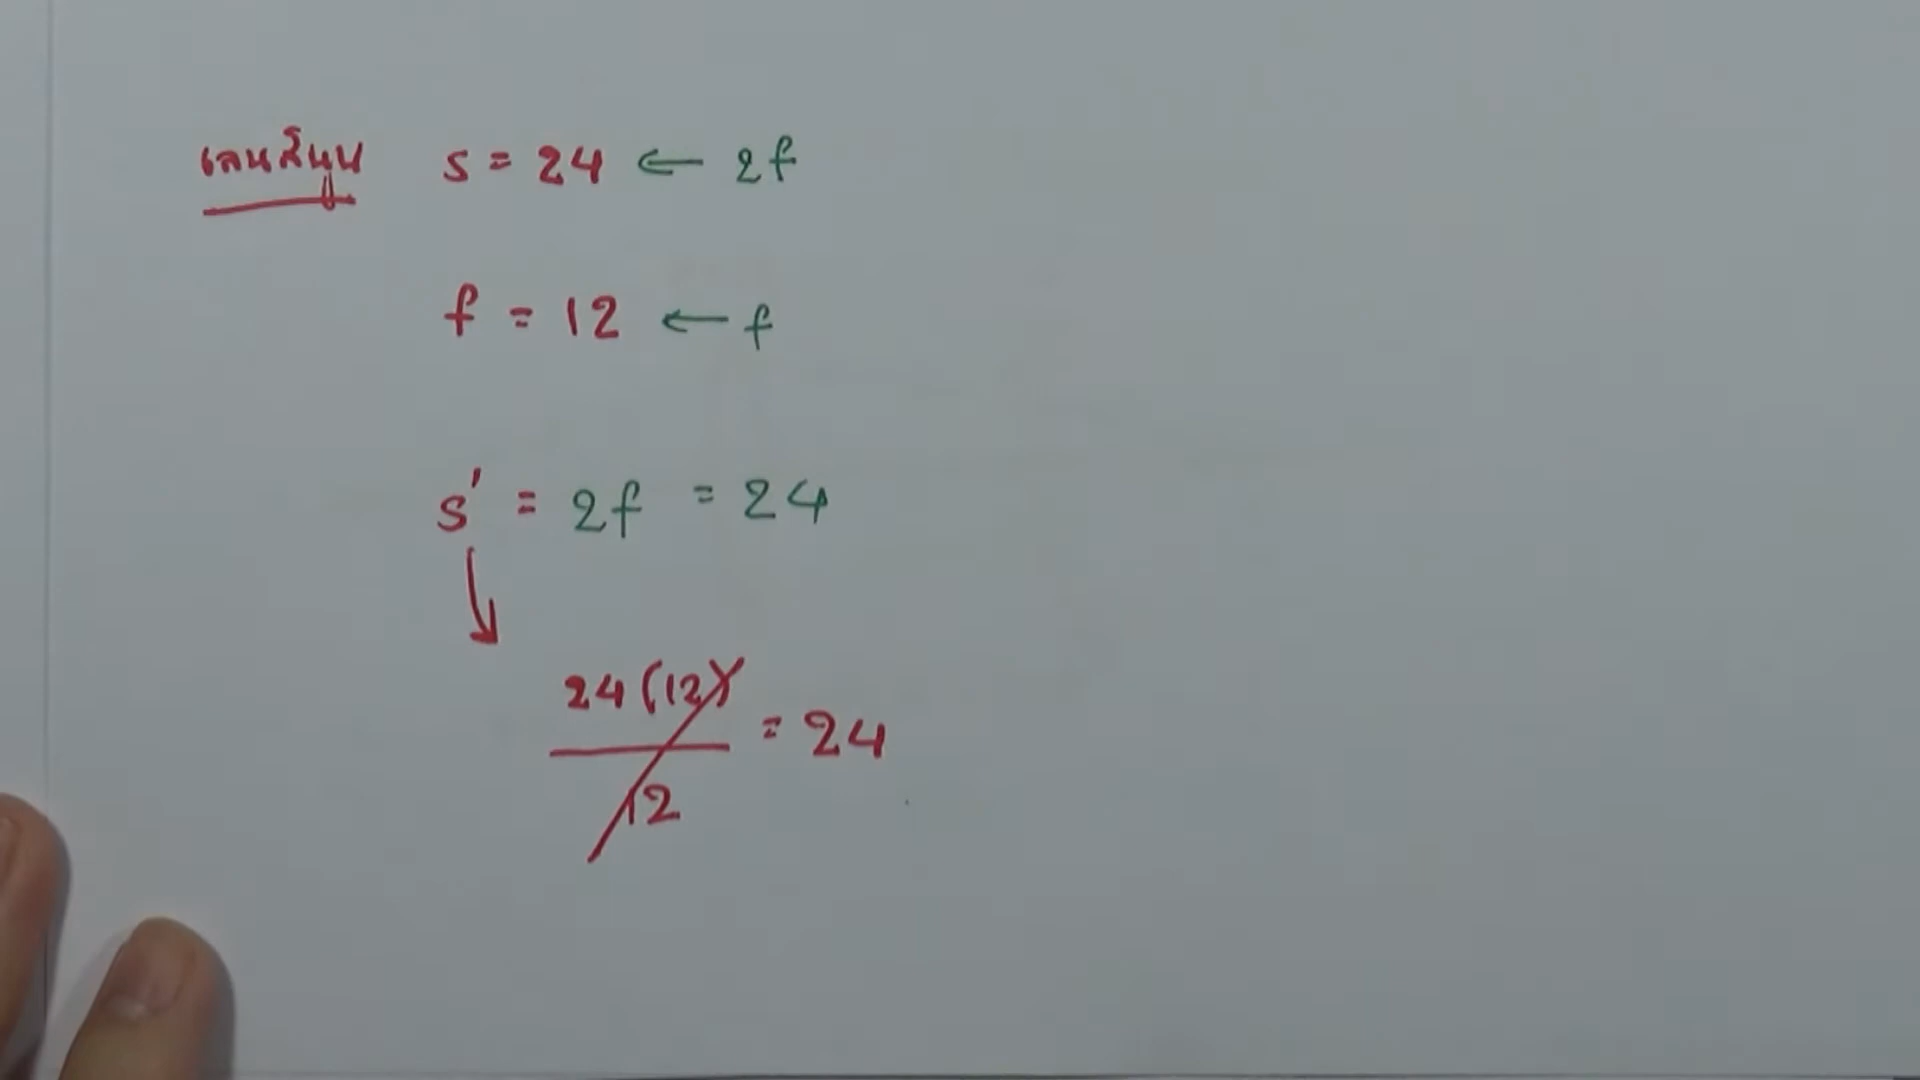 เลนส์นูน s = 24 ← 2f
f = 12 ← f
s' = 2f = 24
↓
24 (12)
12
= 24